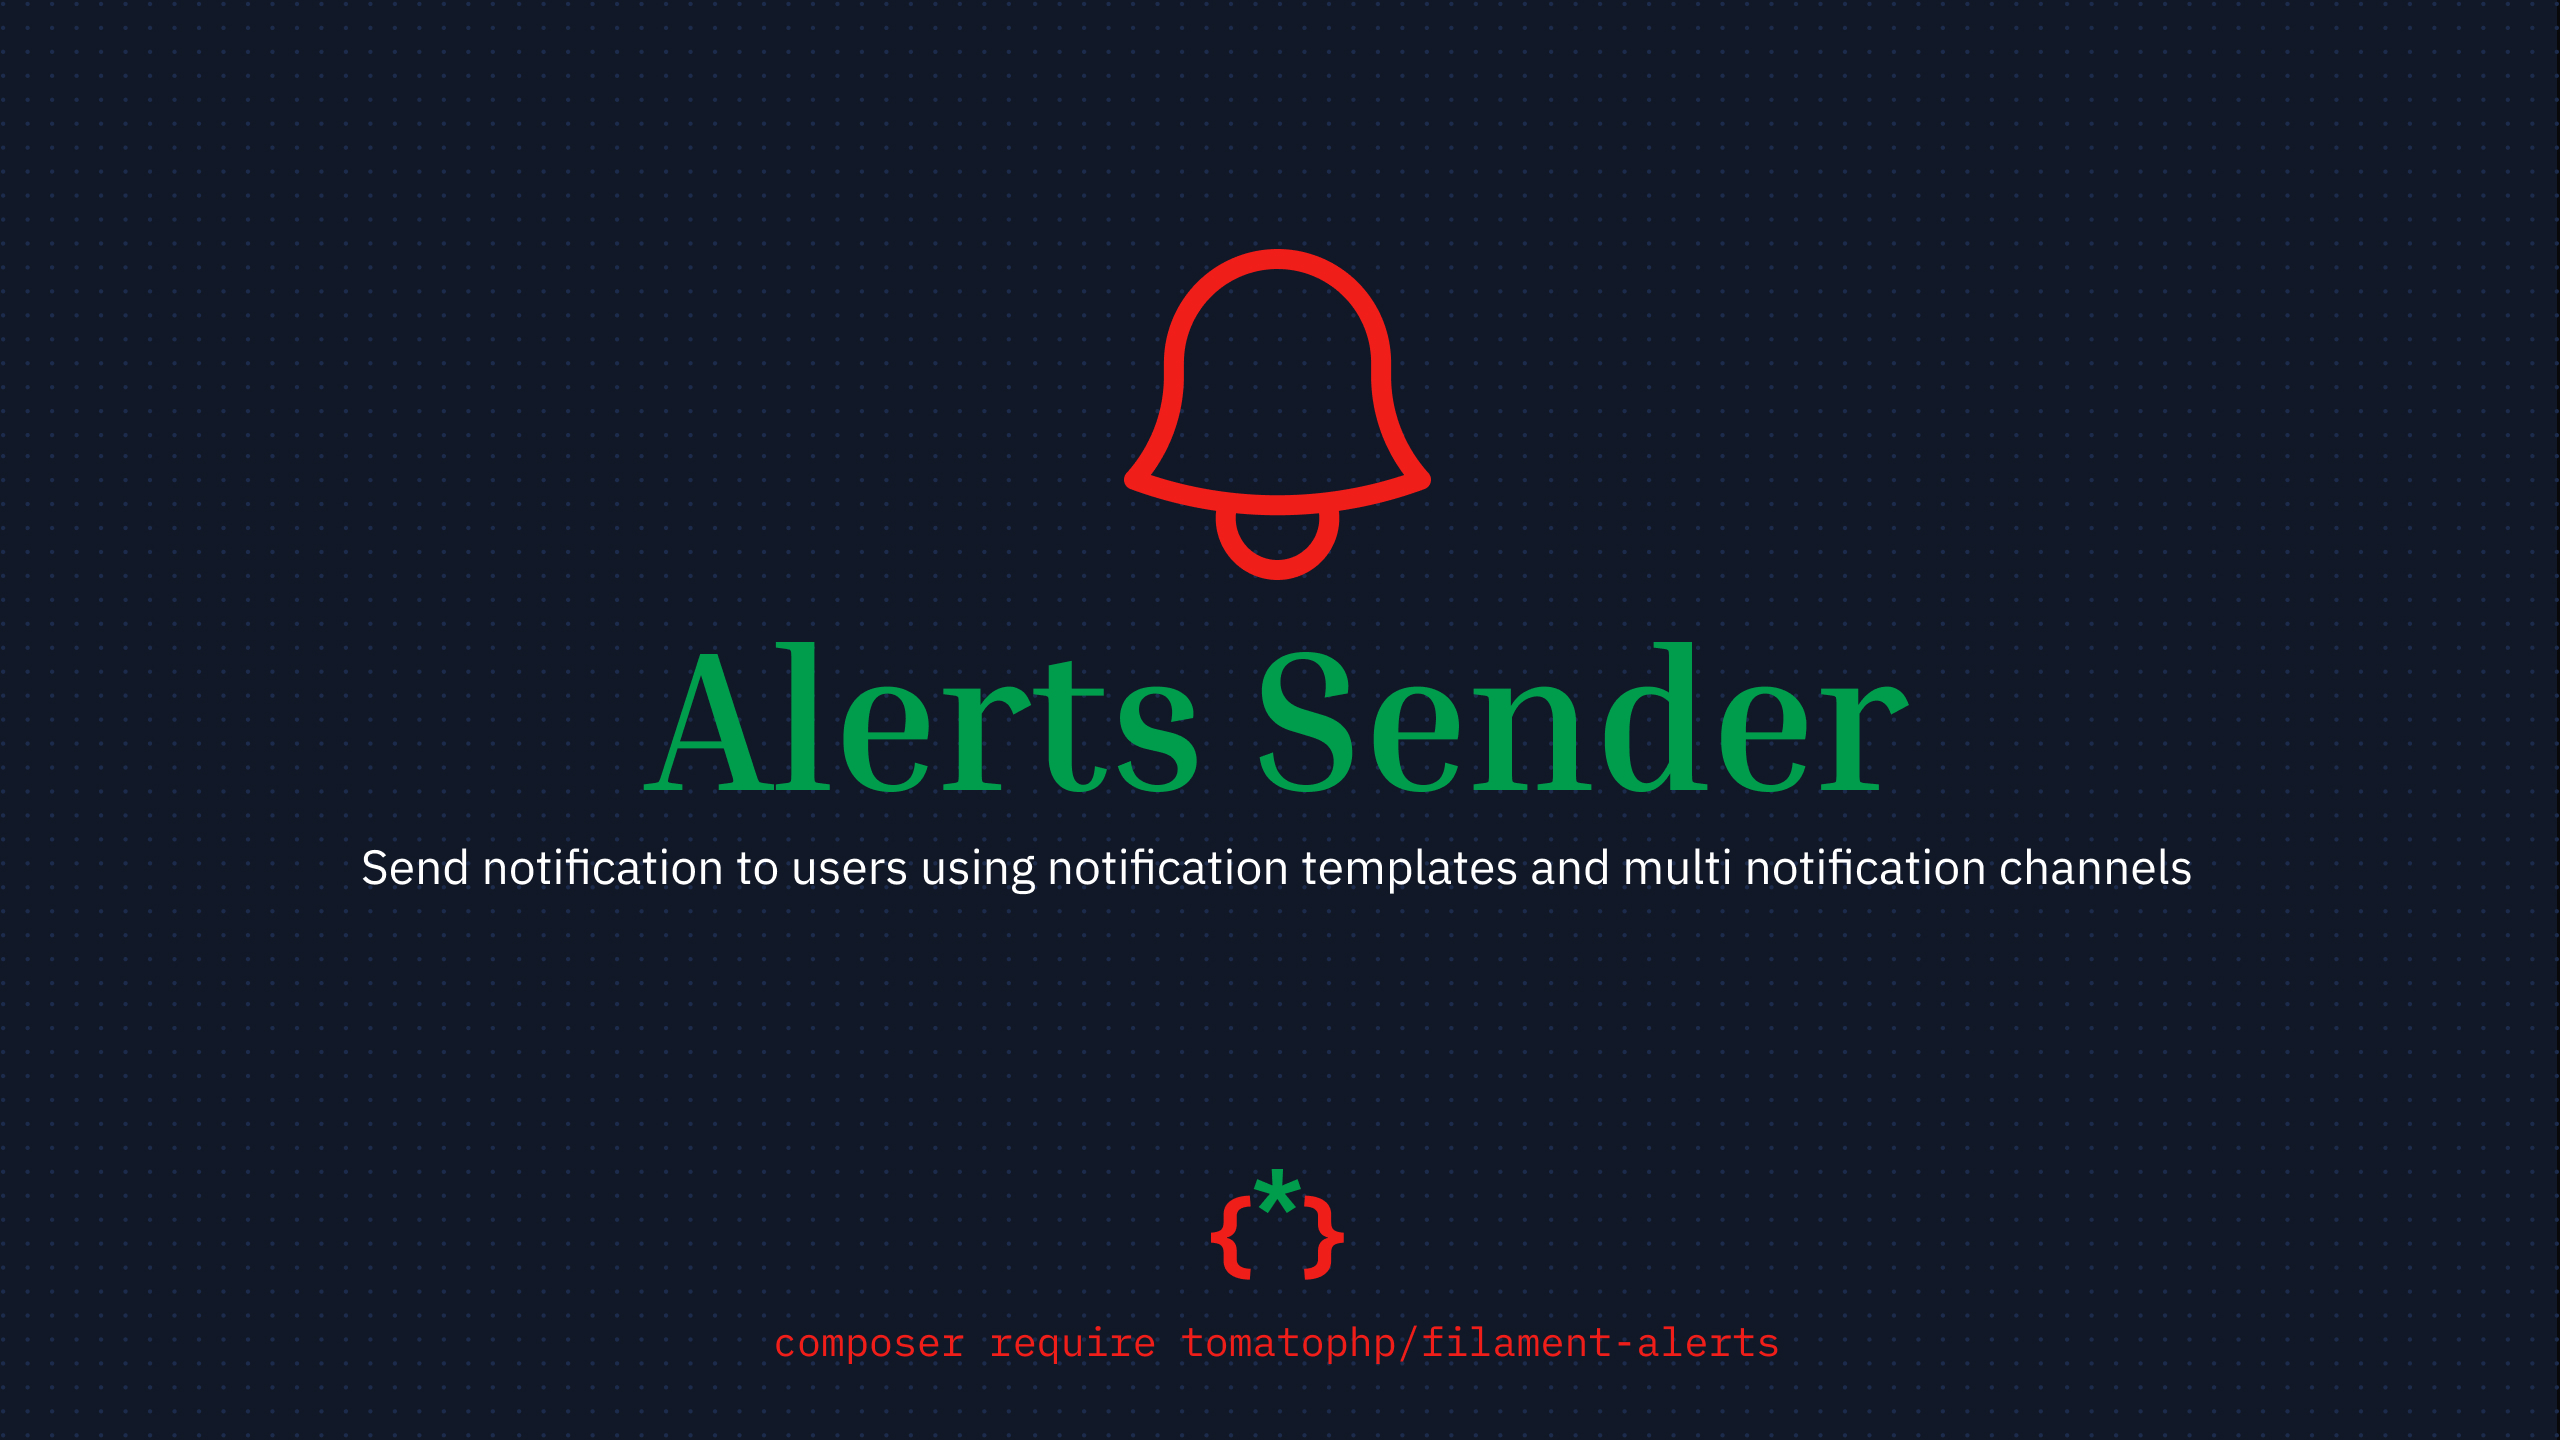 Alerts Sender
Send notification to users using notification templates and multi notification channels
{*}
composer require tomatophp/filament-alerts